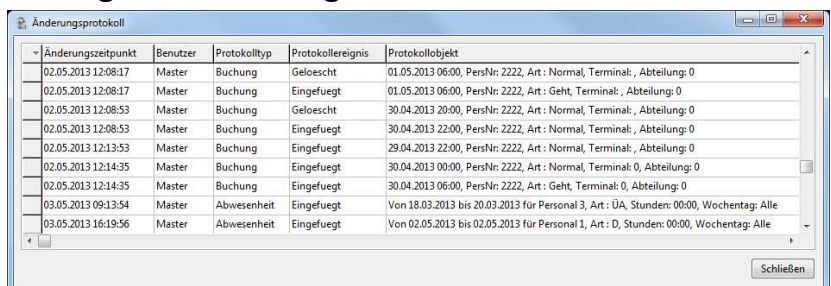 Änderungsprotokoll
Änderungszeitpunkt Benutzer Protokolltyp Protokollereignis Protokollobjekt
02.05.2013 12:08:17 Master Buchung Geloescht 01.05.2013 06:00, PersNr: 2222, Art : Normal, Terminal: , Abteilung: 0
02.05.2013 12:08:17 Master Buchung Eingefuegt 01.05.2013 06:00, PersNr: 2222, Art : Geht, Terminal: , Abteilung: 0
02.05.2013 12:08:53 Master Buchung Geloescht 30.04.2013 20:00, PersNr: 2222, Art : Normal, Terminal: , Abteilung: 0
02.05.2013 12:08:53 Master Buchung Eingefuegt 30.04.2013 22:00, PersNr: 2222, Art : Normal, Terminal: , Abteilung: 0
02.05.2013 12:13:53 Master Buchung Eingefuegt 29.04.2013 22:00, PersNr: 2222, Art : Normal, Terminal: , Abteilung: 0
02.05.2013 12:14:35 Master Buchung Eingefuegt 30.04.2013 00:00, PersNr: 2222, Art : Normal, Terminal: 0, Abteilung: 0
02.05.2013 12:14:35 Master Buchung Eingefuegt 30.04.2013 06:00, PersNr: 2222, Art : Geht, Terminal: 0, Abteilung: 0
03.05.2013 09:13:54 Master Abwesenheit Eingefuegt Von 18.03.2013 bis 20.03.2013 für Personal 3, Art : ÜA, Stunden: 00:00, Wochentag: Alle
03.05.2013 16:19:56 Master Abwesenheit Eingefuegt Von 02.05.2013 bis 02.05.2013 für Personal 1, Art : D, Stunden: 00:00, Wochentag: Alle
Schließen